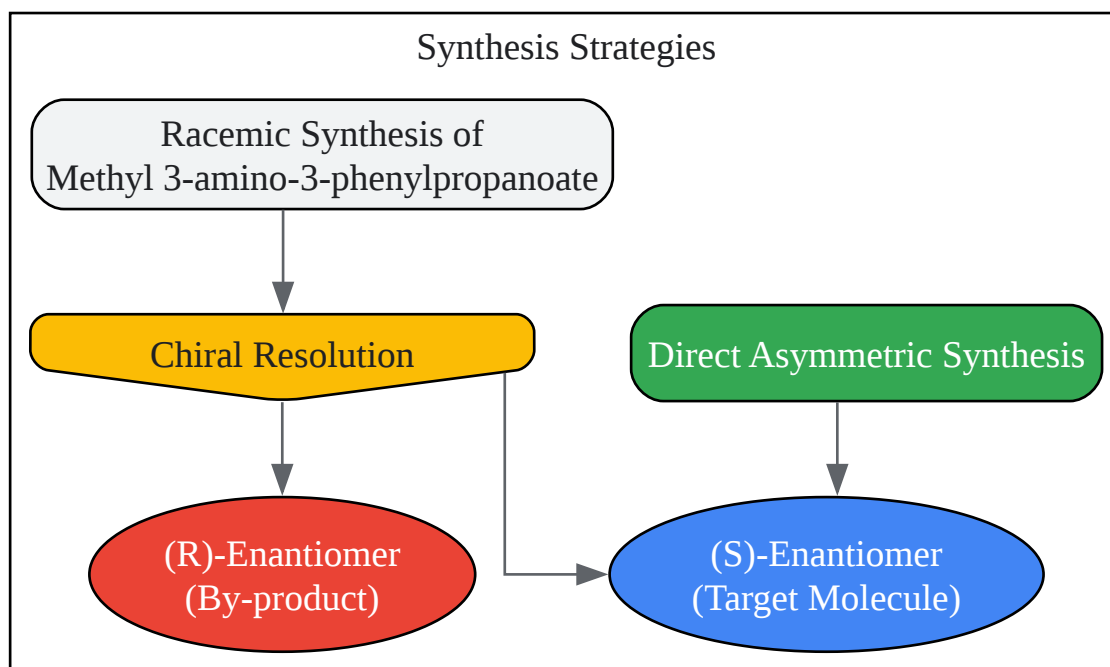 Synthesis Strategies
Racemic Synthesis of
Methyl 3-amino-3-phenylpropanoate
Chiral Resolution
Direct Asymmetric Synthesis
(R)-Enantiomer
(By-product)
(S)-Enantiomer
(Target Molecule)